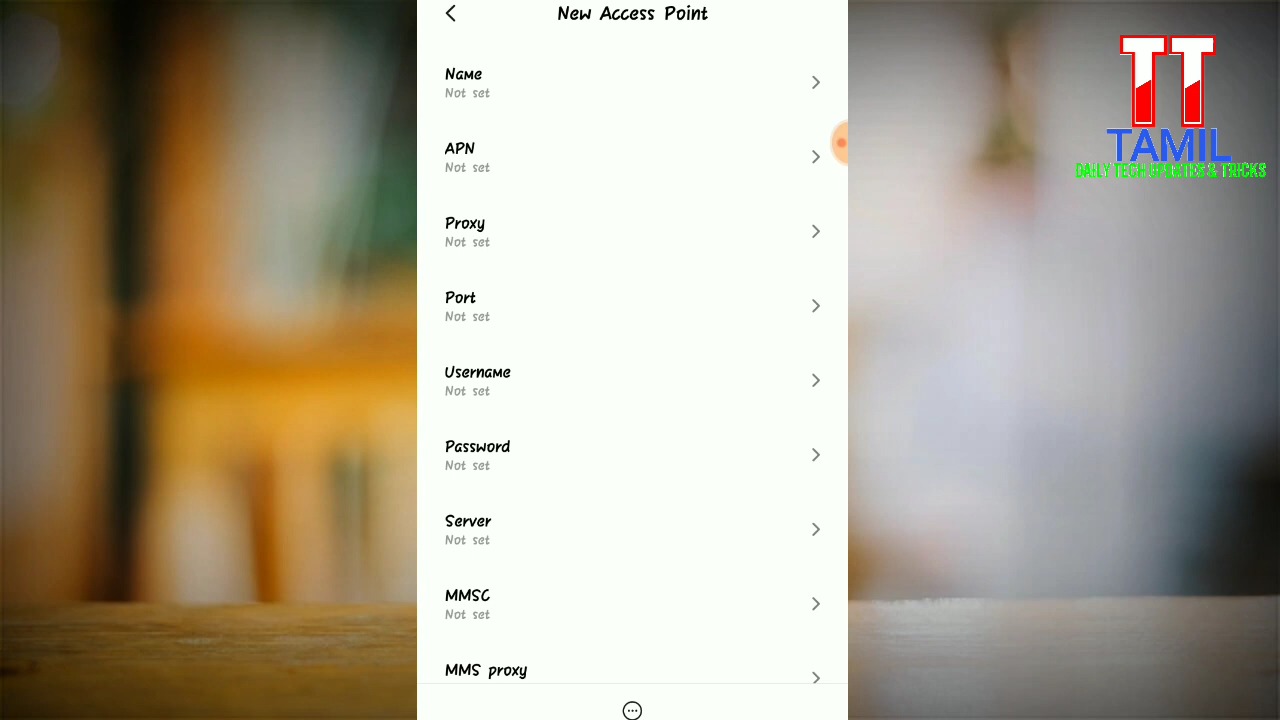 New Access Point
Name
Not set
APN
Not set
Proxy
Not set
Port
Not set
Username
Not set
Password
Not set
Server
Not set
MMSC
Not set
MMS proxy
TT
TAMIL
DAILY TECH UPDATES & TRICKS